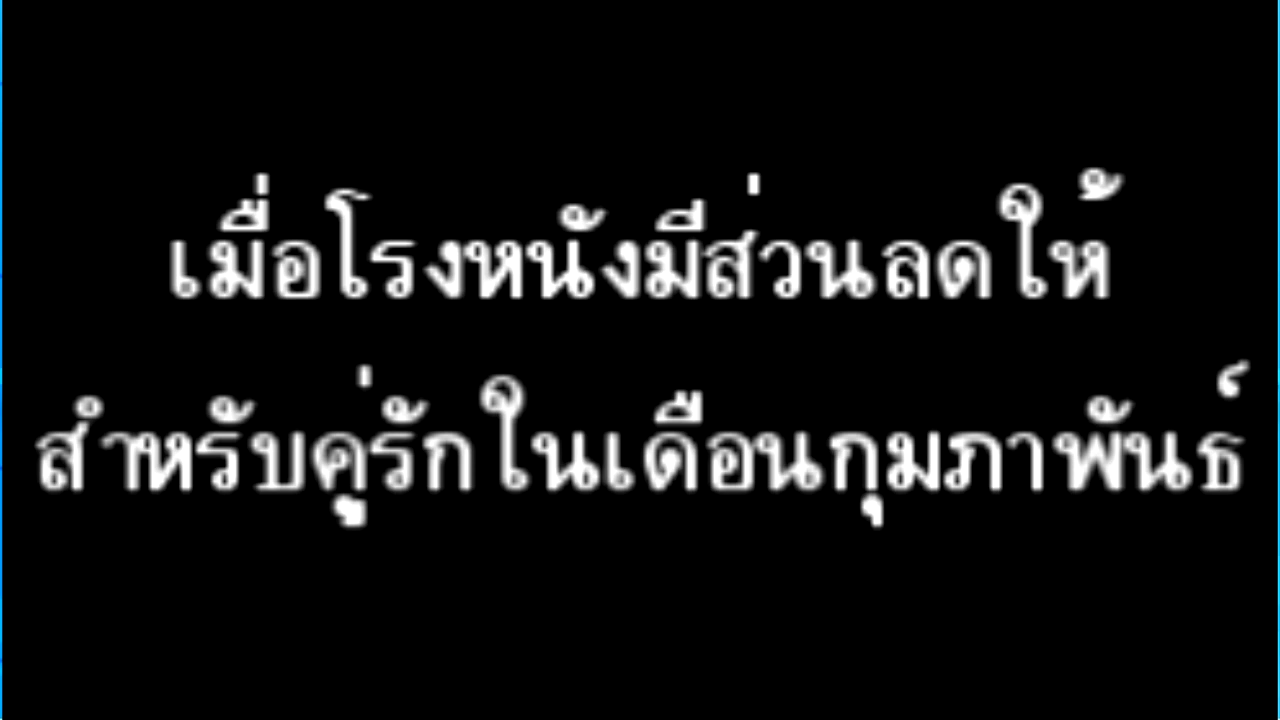 เมื่อโรงหนังมีส่วนลดให้
สำหรับคู่รักในเดือนกุมภาพันธ์